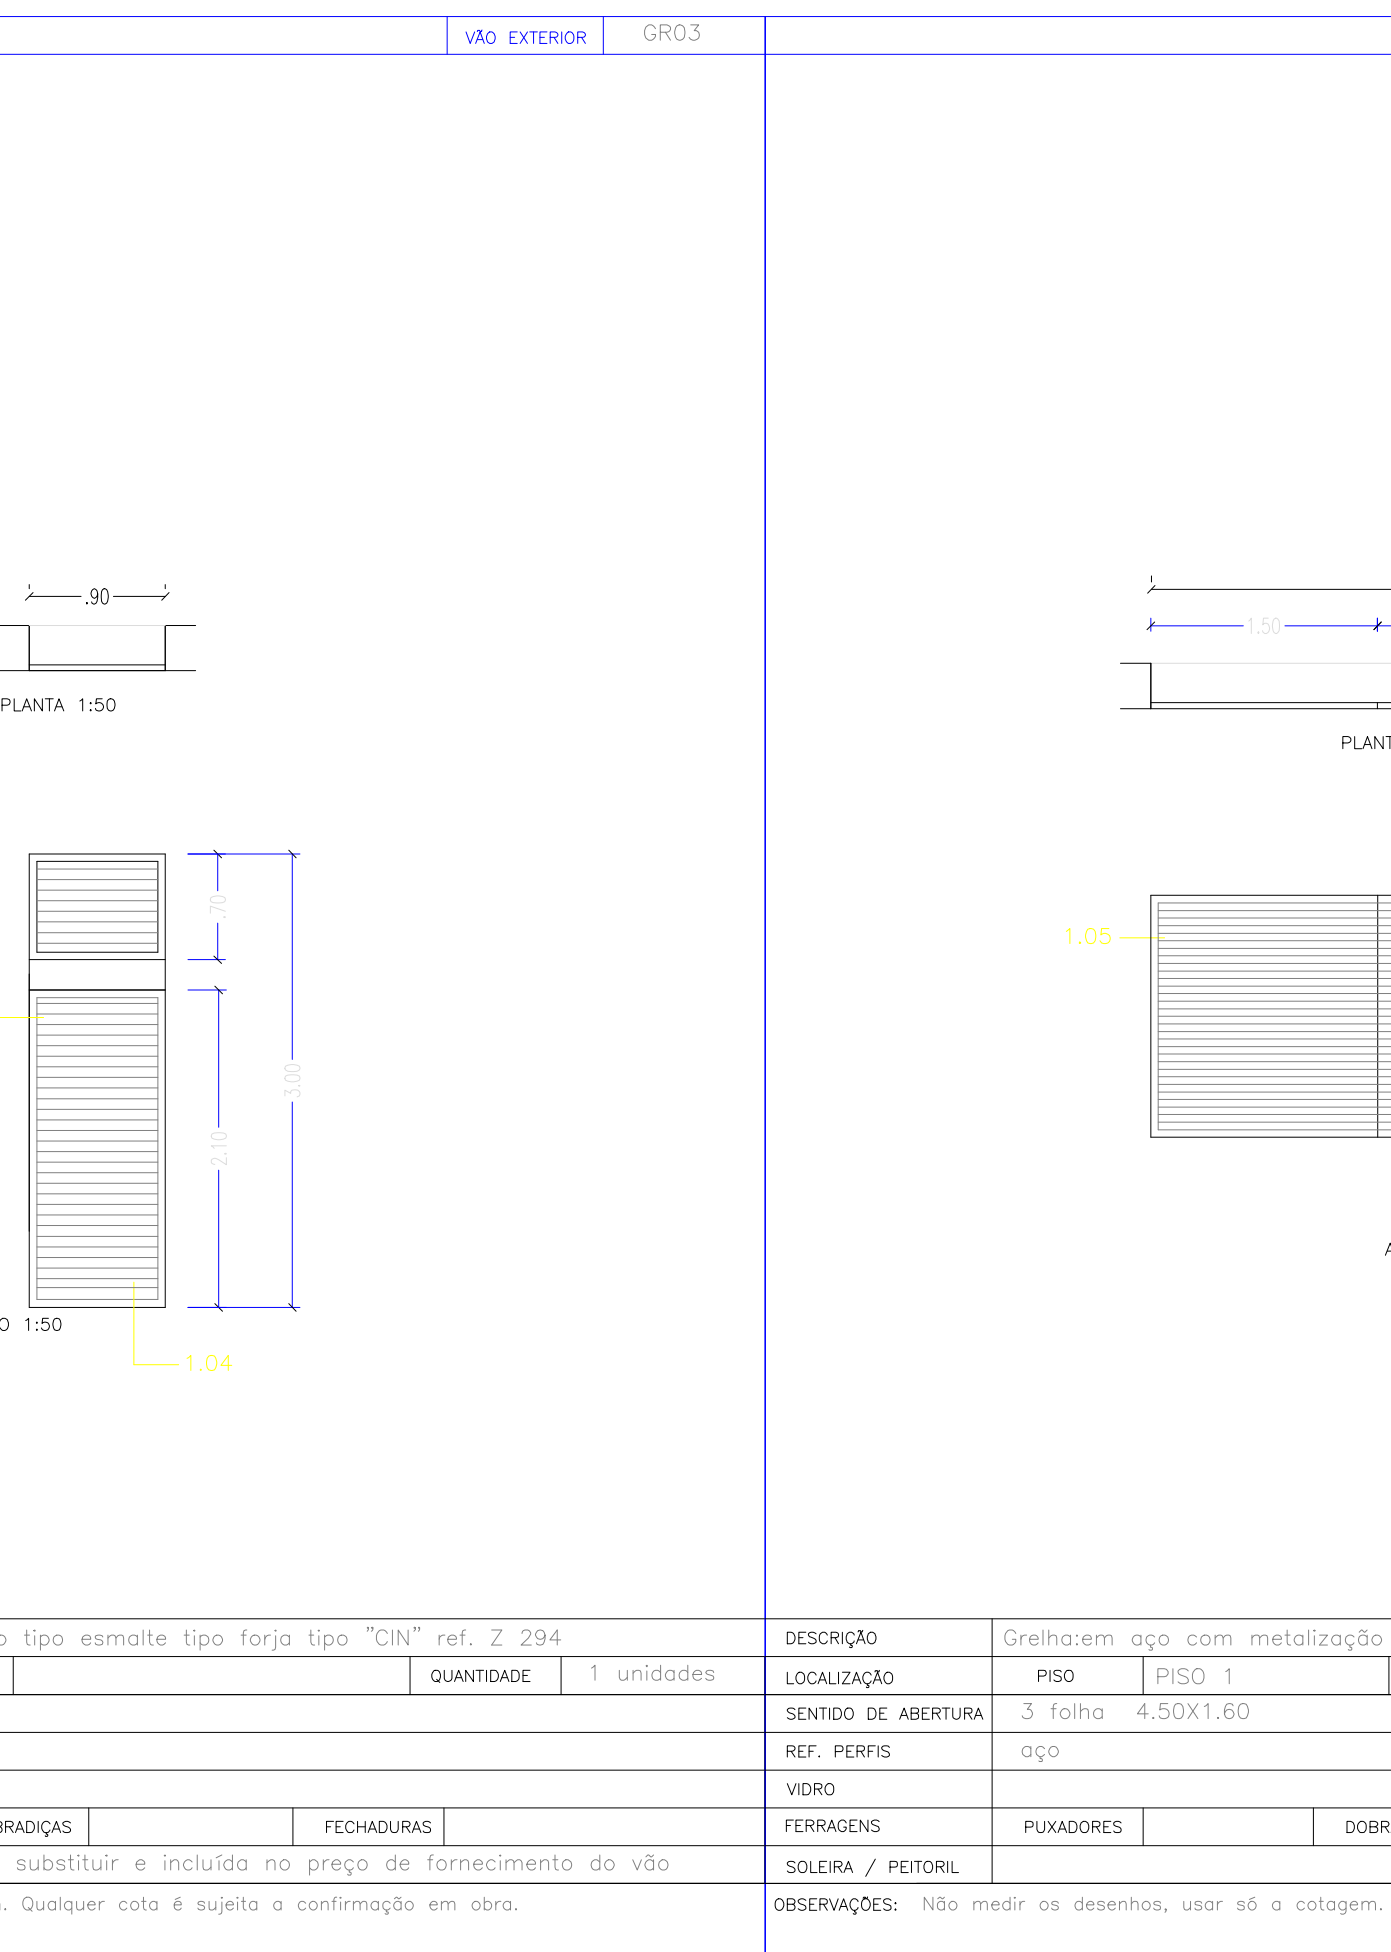 VÃO EXTERIOR GR03
.90
PLANTA 1:50
.70
3.00
2.10
1:50
1.04
tipo esmalte tipo forja tipo "CIN" ref. Z 294
QUANTIDADE 1 unidades
FECHADURAS
substituir e incluída no preço de fornecimento do vão
Qualquer cota é sujeita a confirmação em obra.
1.50
1.05
DESCRIÇÃO Grelha:em aço com metalização
LOCALIZAÇÃO PISO PISO 1
SENTIDO DE ABERTURA 3 folha 4.50X1.60
REF. PERFIS aço
VIDRO
FERRAGENS PUXADORES
SOLEIRA / PEITORIL
OBSERVAÇÕES: Não medir os desenhos, usar só a cotagem.